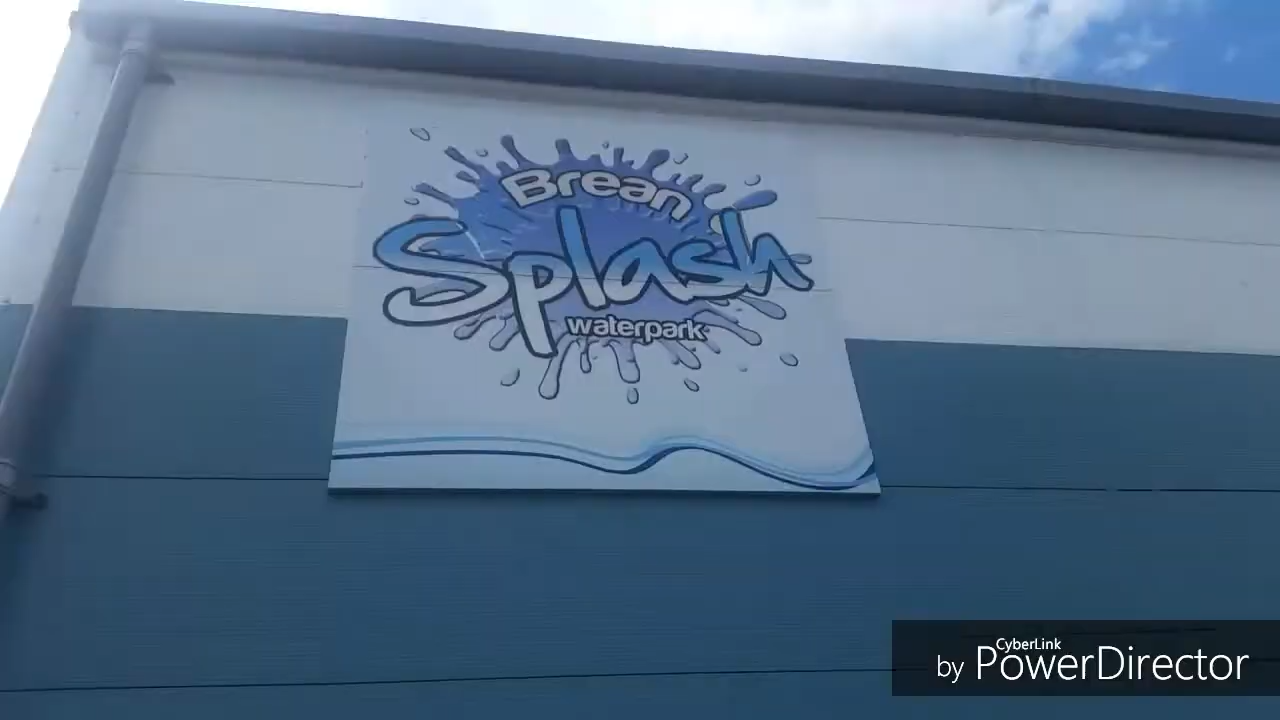 Brean
Splash
waterpark
CyberLink
by PowerDirector